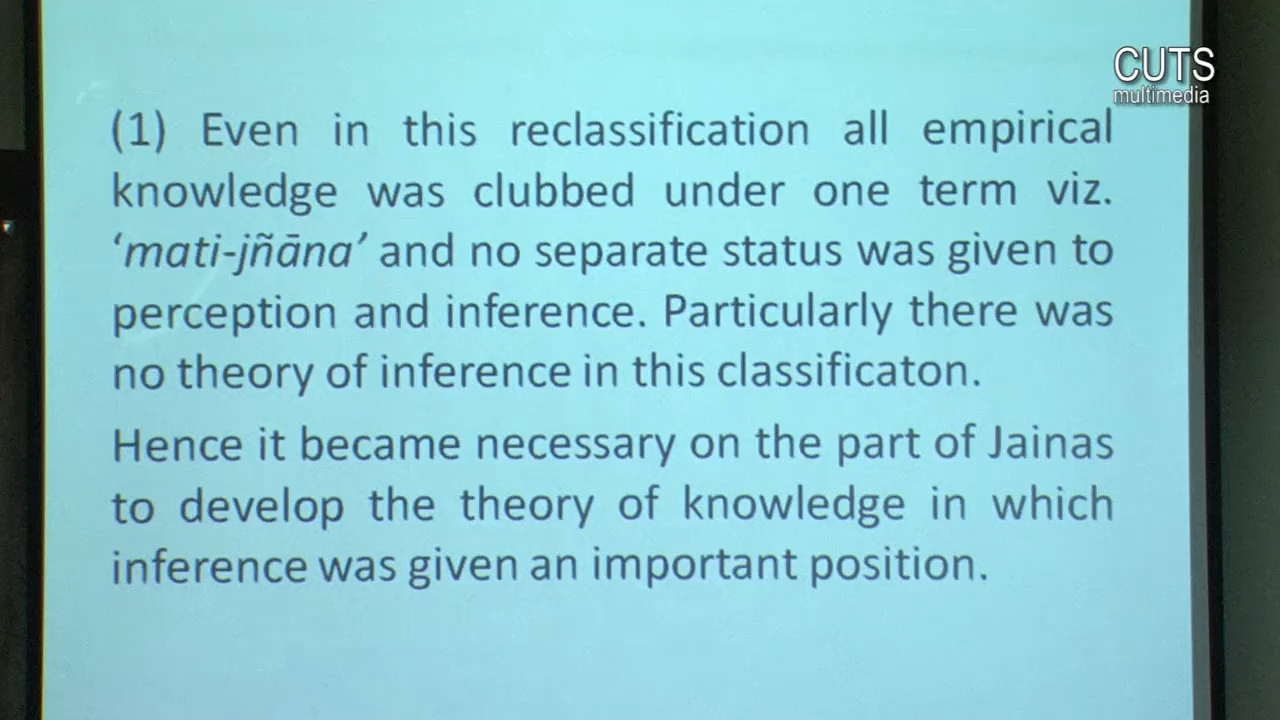 CUTS
multimedia
(1) Even in this reclassification all empirical
knowledge was clubbed under one term viz.
‘mati-jñāna’ and no separate status was given to
perception and inference. Particularly there was
no theory of inference in this classificaton.
Hence it became necessary on the part of Jainas
to develop the theory of knowledge in which
inference was given an important position.